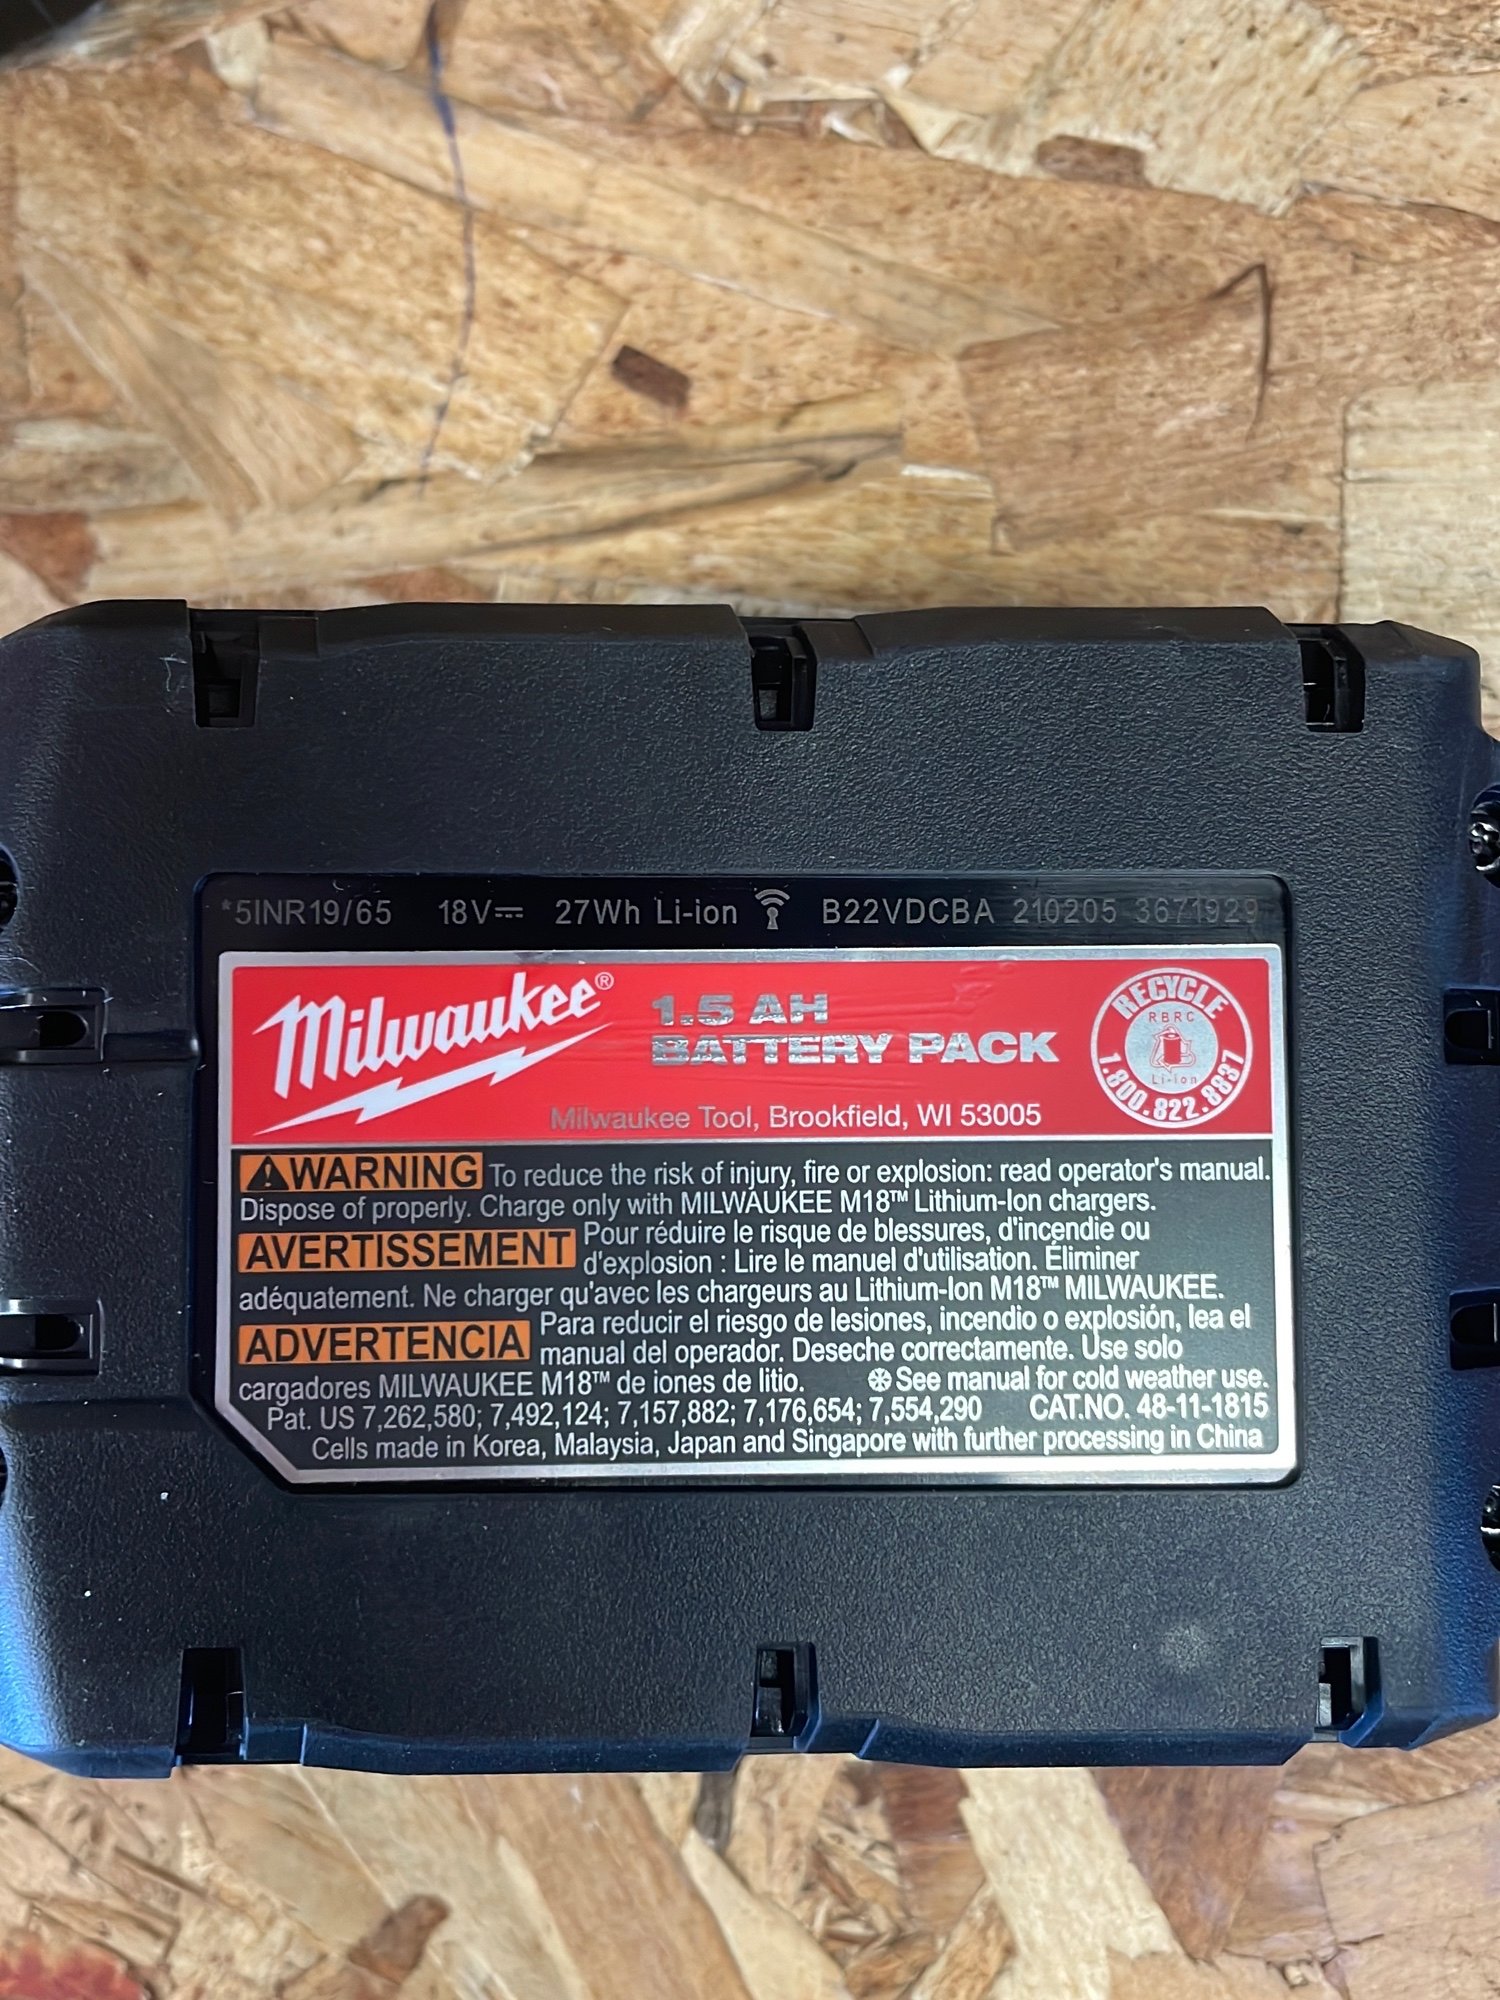 *5INR19/65 18V 27Wh Li-ion B22VDCBA 210205 3671929
Milwaukee®
1.5 AH
BATTERY PACK
Milwaukee Tool, Brookfield, WI 53005
RECYCLE
RBRC
Li-Ion
1.800.822.8837
WARNING To reduce the risk of injury, fire or explosion: read operator's manual.
Dispose of properly. Charge only with MILWAUKEE M18™ Lithium-Ion chargers.
AVERTISSEMENT Pour réduire le risque de blessures, d'incendie ou
d'explosion : Lire le manuel d'utilisation. Éliminer
adéquatement. Ne charger qu'avec les chargeurs au Lithium-Ion M18™ MILWAUKEE.
ADVERTENCIA Para reducir el riesgo de lesiones, incendio o explosión, lea el
manual del operador. Deseche correctamente. Use solo
cargadores MILWAUKEE M18™ de iones de litio. See manual for cold weather use.
Pat. US 7,262,580; 7,492,124; 7,157,882; 7,176,654; 7,554,290 CAT.NO. 48-11-1815
Cells made in Korea, Malaysia, Japan and Singapore with further processing in China